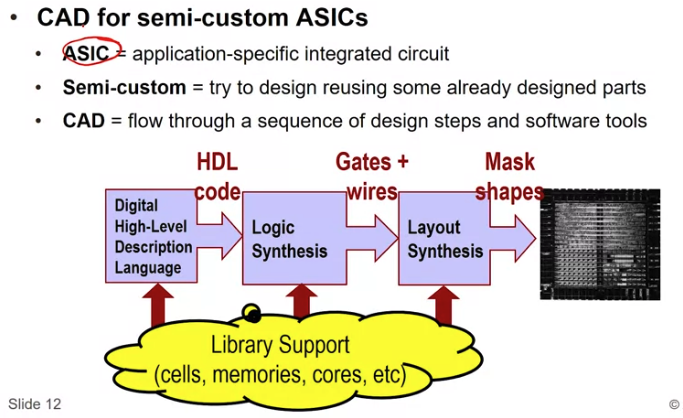 • CAD for semi-custom ASICs
• ASIC = application-specific integrated circuit
• Semi-custom = try to design reusing some already designed parts
• CAD = flow through a sequence of design steps and software tools
HDL
code
Gates +
wires
Mask
shapes
Digital
High-Level
Description
Language
Logic
Synthesis
Layout
Synthesis
Library Support
(cells, memories, cores, etc)
Slide 12
©